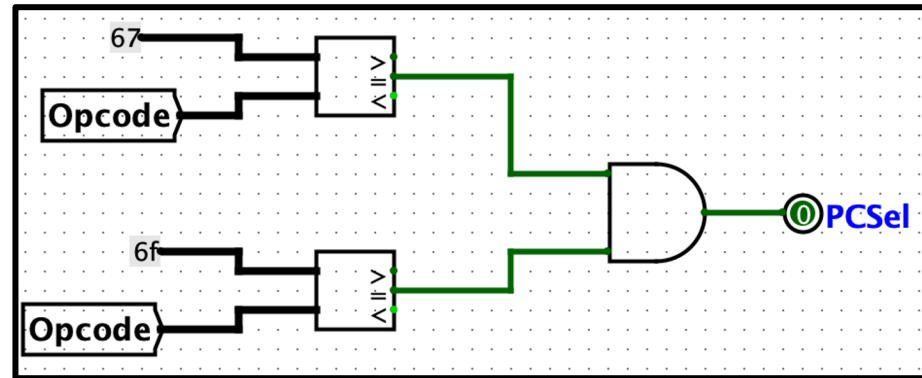 67
Opcode
> = <
0 PCSel
6f
> = <
Opcode